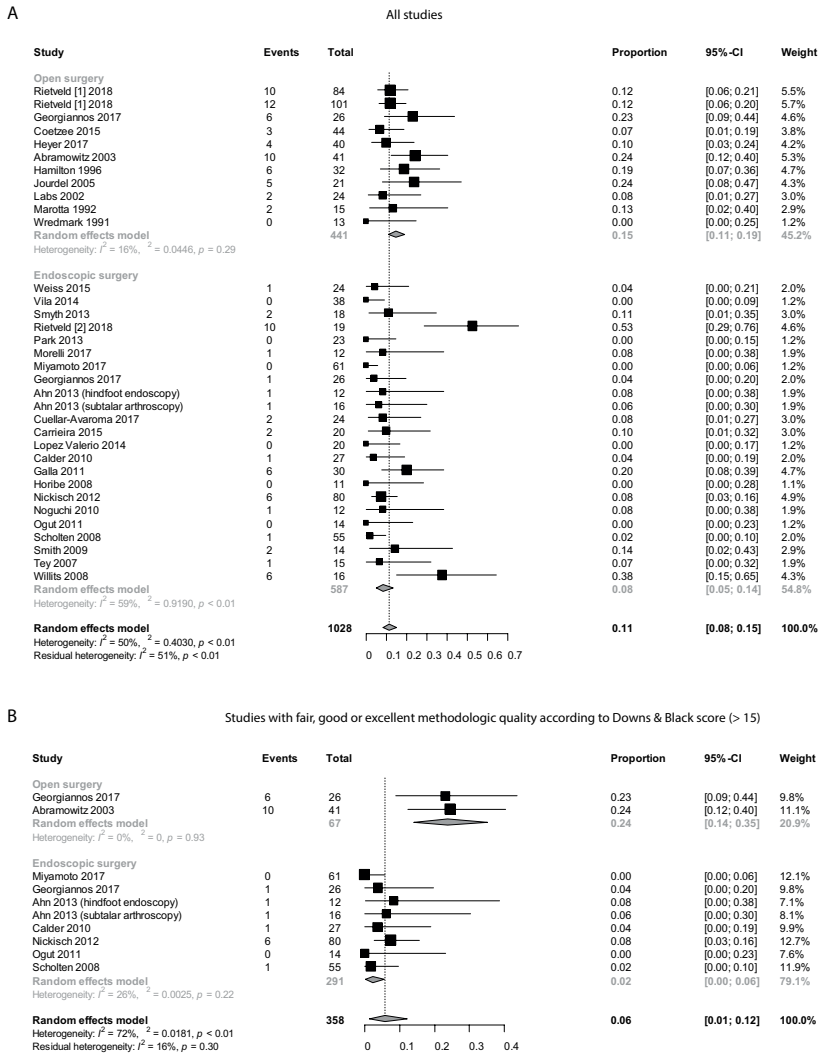 A
All studies
Study Events Total Proportion 95%-CI Weight
Open surgery
Rietveld [1] 2018 10 84 0.12 [0.06; 0.21] 5.5%
Rietveld [1] 2018 12 101 0.12 [0.06; 0.20] 5.7%
Georgiannos 2017 6 26 0.23 [0.09; 0.44] 4.6%
Coetzee 2015 3 44 0.07 [0.01; 0.19] 3.8%
Heyer 2017 4 40 0.10 [0.03; 0.24] 4.2%
Abramowitz 2003 10 41 0.24 [0.12; 0.40] 5.3%
Hamilton 1996 6 32 0.19 [0.07; 0.36] 4.7%
Jourdel 2005 5 21 0.24 [0.08; 0.47] 4.3%
Labs 2002 2 24 0.08 [0.01; 0.27] 3.0%
Marotta 1992 2 15 0.13 [0.02; 0.40] 2.9%
Wredmark 1991 0 13 0.00 [0.00; 0.25] 1.2%
Random effects model 441 0.15 [0.11; 0.19] 45.2%
Heterogeneity: I² = 16%, ² = 0.0446, p = 0.29
Endoscopic surgery
Weiss 2015 1 24 0.04 [0.00; 0.21] 2.0%
Vila 2014 0 38 0.00 [0.00; 0.09] 1.2%
Smyth 2013 2 18 0.11 [0.01; 0.35] 3.0%
Rietveld [2] 2018 10 19 0.53 [0.29; 0.76] 4.6%
Park 2013 0 23 0.00 [0.00; 0.15] 1.2%
Morelli 2017 1 12 0.08 [0.00; 0.38] 1.9%
Miyamoto 2017 0 61 0.00 [0.00; 0.06] 1.2%
Georgiannos 2017 1 26 0.04 [0.00; 0.20] 2.0%
Ahn 2013 (hindfoot endoscopy) 1 12 0.08 [0.00; 0.38] 1.9%
Ahn 2013 (subtalar arthroscopy) 1 16 0.06 [0.00; 0.30] 1.9%
Cuellar-Avaroma 2017 2 24 0.08 [0.01; 0.27] 3.0%
Carrieira 2015 2 20 0.10 [0.01; 0.32] 3.0%
Lopez Valerio 2014 0 20 0.00 [0.00; 0.17] 1.2%
Calder 2010 1 27 0.04 [0.00; 0.19] 2.0%
Galla 2011 6 30 0.20 [0.08; 0.39] 4.7%
Horibe 2008 0 11 0.00 [0.00; 0.28] 1.1%
Nickisch 2012 6 80 0.08 [0.03; 0.16] 4.9%
Noguchi 2010 1 12 0.08 [0.00; 0.38] 1.9%
Ogut 2011 0 14 0.00 [0.00; 0.23] 1.2%
Scholten 2008 1 55 0.02 [0.00; 0.10] 2.0%
Smith 2009 2 14 0.14 [0.02; 0.43] 2.9%
Tey 2007 1 15 0.07 [0.00; 0.32] 1.9%
Willits 2008 6 16 0.38 [0.15; 0.65] 4.3%
Random effects model 587 0.08 [0.05; 0.14] 54.8%
Heterogeneity: I² = 59%, ² = 0.9190, p < 0.01
Random effects model 1028 0.11 [0.08; 0.15] 100.0%
Heterogeneity: I² = 50%, ² = 0.4030, p < 0.01
Residual heterogeneity: I² = 51%, p < 0.01
0 0.1 0.2 0.3 0.4 0.5 0.6 0.7
B
Studies with fair, good or excellent methodologic quality according to Downs & Black score (> 15)
Study Events Total Proportion 95%-CI Weight
Open surgery
Georgiannos 2017 6 26 0.23 [0.09; 0.44] 9.8%
Abramowitz 2003 10 41 0.24 [0.12; 0.40] 11.1%
Random effects model 67 0.24 [0.14; 0.35] 20.9%
Heterogeneity: I² = 0%, ² = 0, p = 0.93
Endoscopic surgery
Miyamoto 2017 0 61 0.00 [0.00; 0.06] 12.1%
Georgiannos 2017 1 26 0.04 [0.00; 0.20] 9.8%
Ahn 2013 (hindfoot endoscopy) 1 12 0.08 [0.00; 0.38] 7.1%
Ahn 2013 (subtalar arthroscopy) 1 16 0.06 [0.00; 0.30] 8.1%
Calder 2010 1 27 0.04 [0.00; 0.19] 9.9%
Nickisch 2012 6 80 0.08 [0.03; 0.16] 12.7%
Ogut 2011 0 14 0.00 [0.00; 0.23] 7.6%
Scholten 2008 1 55 0.02 [0.00; 0.10] 11.9%
Random effects model 291 0.02 [0.00; 0.06] 79.1%
Heterogeneity: I² = 26%, ² = 0.0025, p = 0.22
Random effects model 358 0.06 [0.01; 0.12] 100.0%
Heterogeneity: I² = 72%, ² = 0.0181, p < 0.01
Residual heterogeneity: I² = 16%, p = 0.30
0 0.1 0.2 0.3 0.4